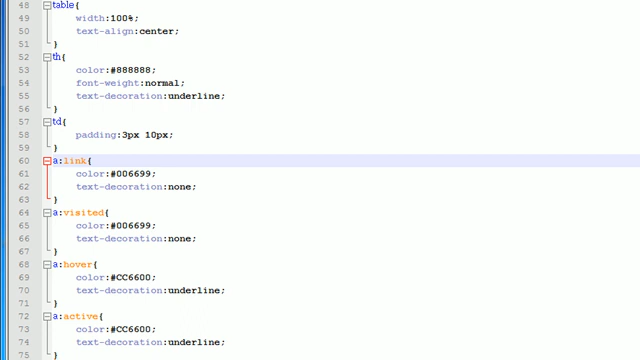 48 table{
49 width:100%;
50 text-align:center;
51 }
52 th{
53 color:#888888;
54 font-weight:normal;
55 text-decoration:underline;
56 }
57 td{
58 padding:3px 10px;
59 }
60 a:link{
61 color:#006699;
62 text-decoration:none;
63 }
64 a:visited{
65 color:#006699;
66 text-decoration:none;
67 }
68 a:hover{
69 color:#CC6600;
70 text-decoration:underline;
71 }
72 a:active{
73 color:#CC6600;
74 text-decoration:underline;
75 }